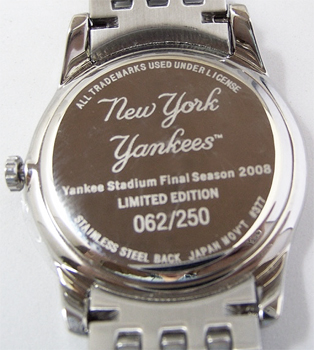 ALL TRADEMARKS USED UNDER LICENSE
New York
Yankees™
Yankee Stadium Final Season 2008
LIMITED EDITION
062/250
STAINLESS STEEL BACK, JAPAN MOV'T #377